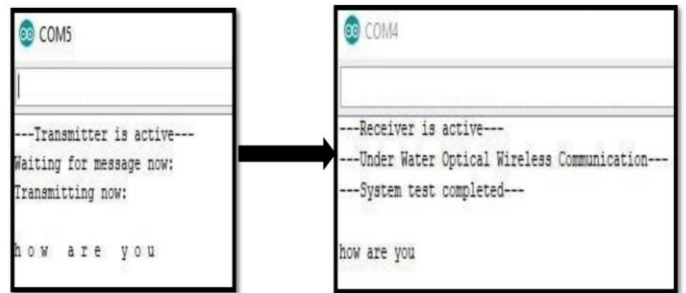 COM5
---Transmitter is active---
Waiting for message now:
Transmitting now:
h o w  a r e  y o u
COM4
---Receiver is active---
---Under Water Optical Wireless Communication---
---System test completed---
how are you